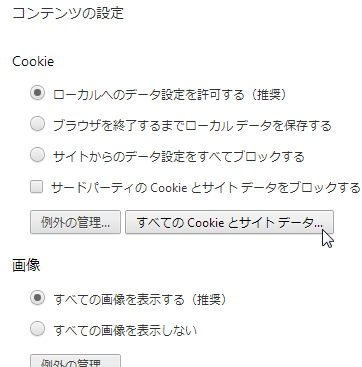 コンテンツの設定
Cookie
ローカルへのデータ設定を許可する（推奨）
ブラウザを終了するまでローカル データを保存する
サイトからのデータ設定をすべてブロックする
サードパーティの Cookie とサイト データをブロックする
例外の管理...
すべての Cookie とサイト データ...
画像
すべての画像を表示する（推奨）
すべての画像を表示しない
例外の管理...